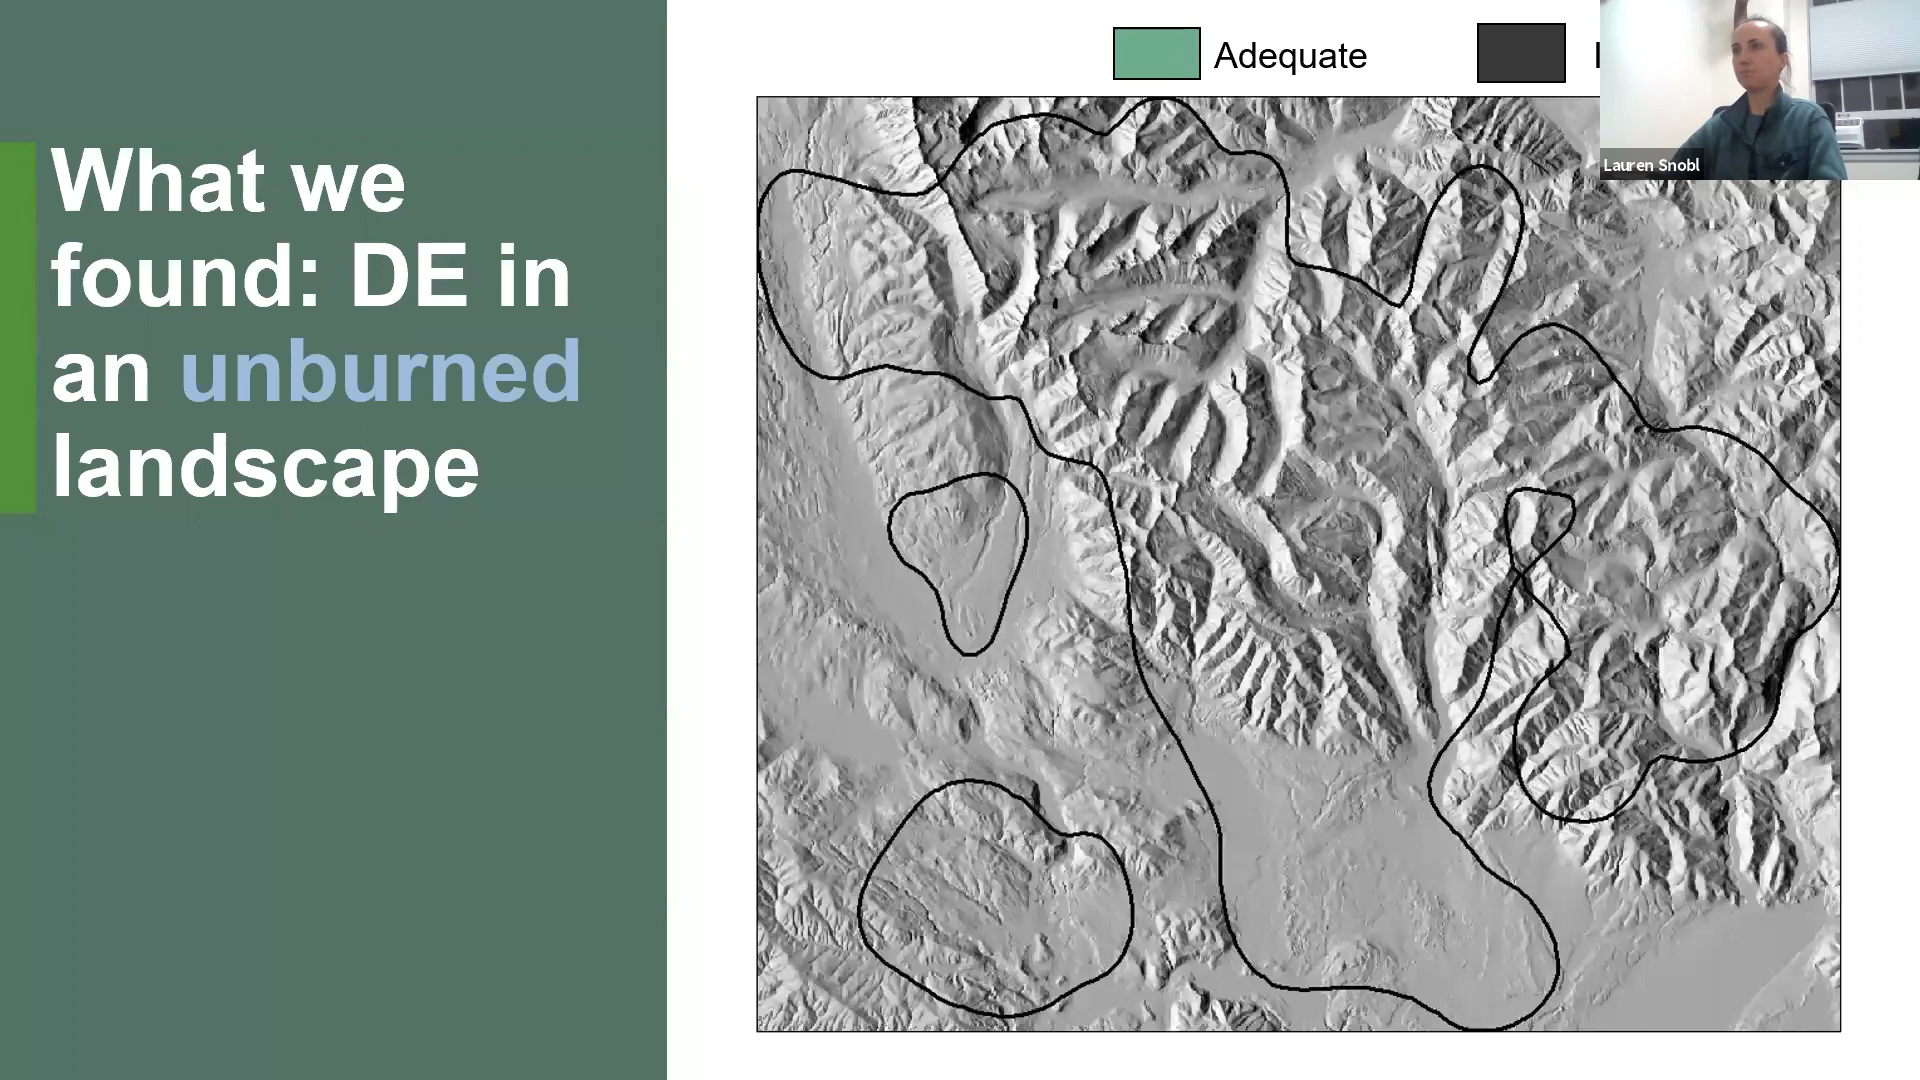 What we
found: DE in
an unburned
landscape
Adequate
Lauren Snobl